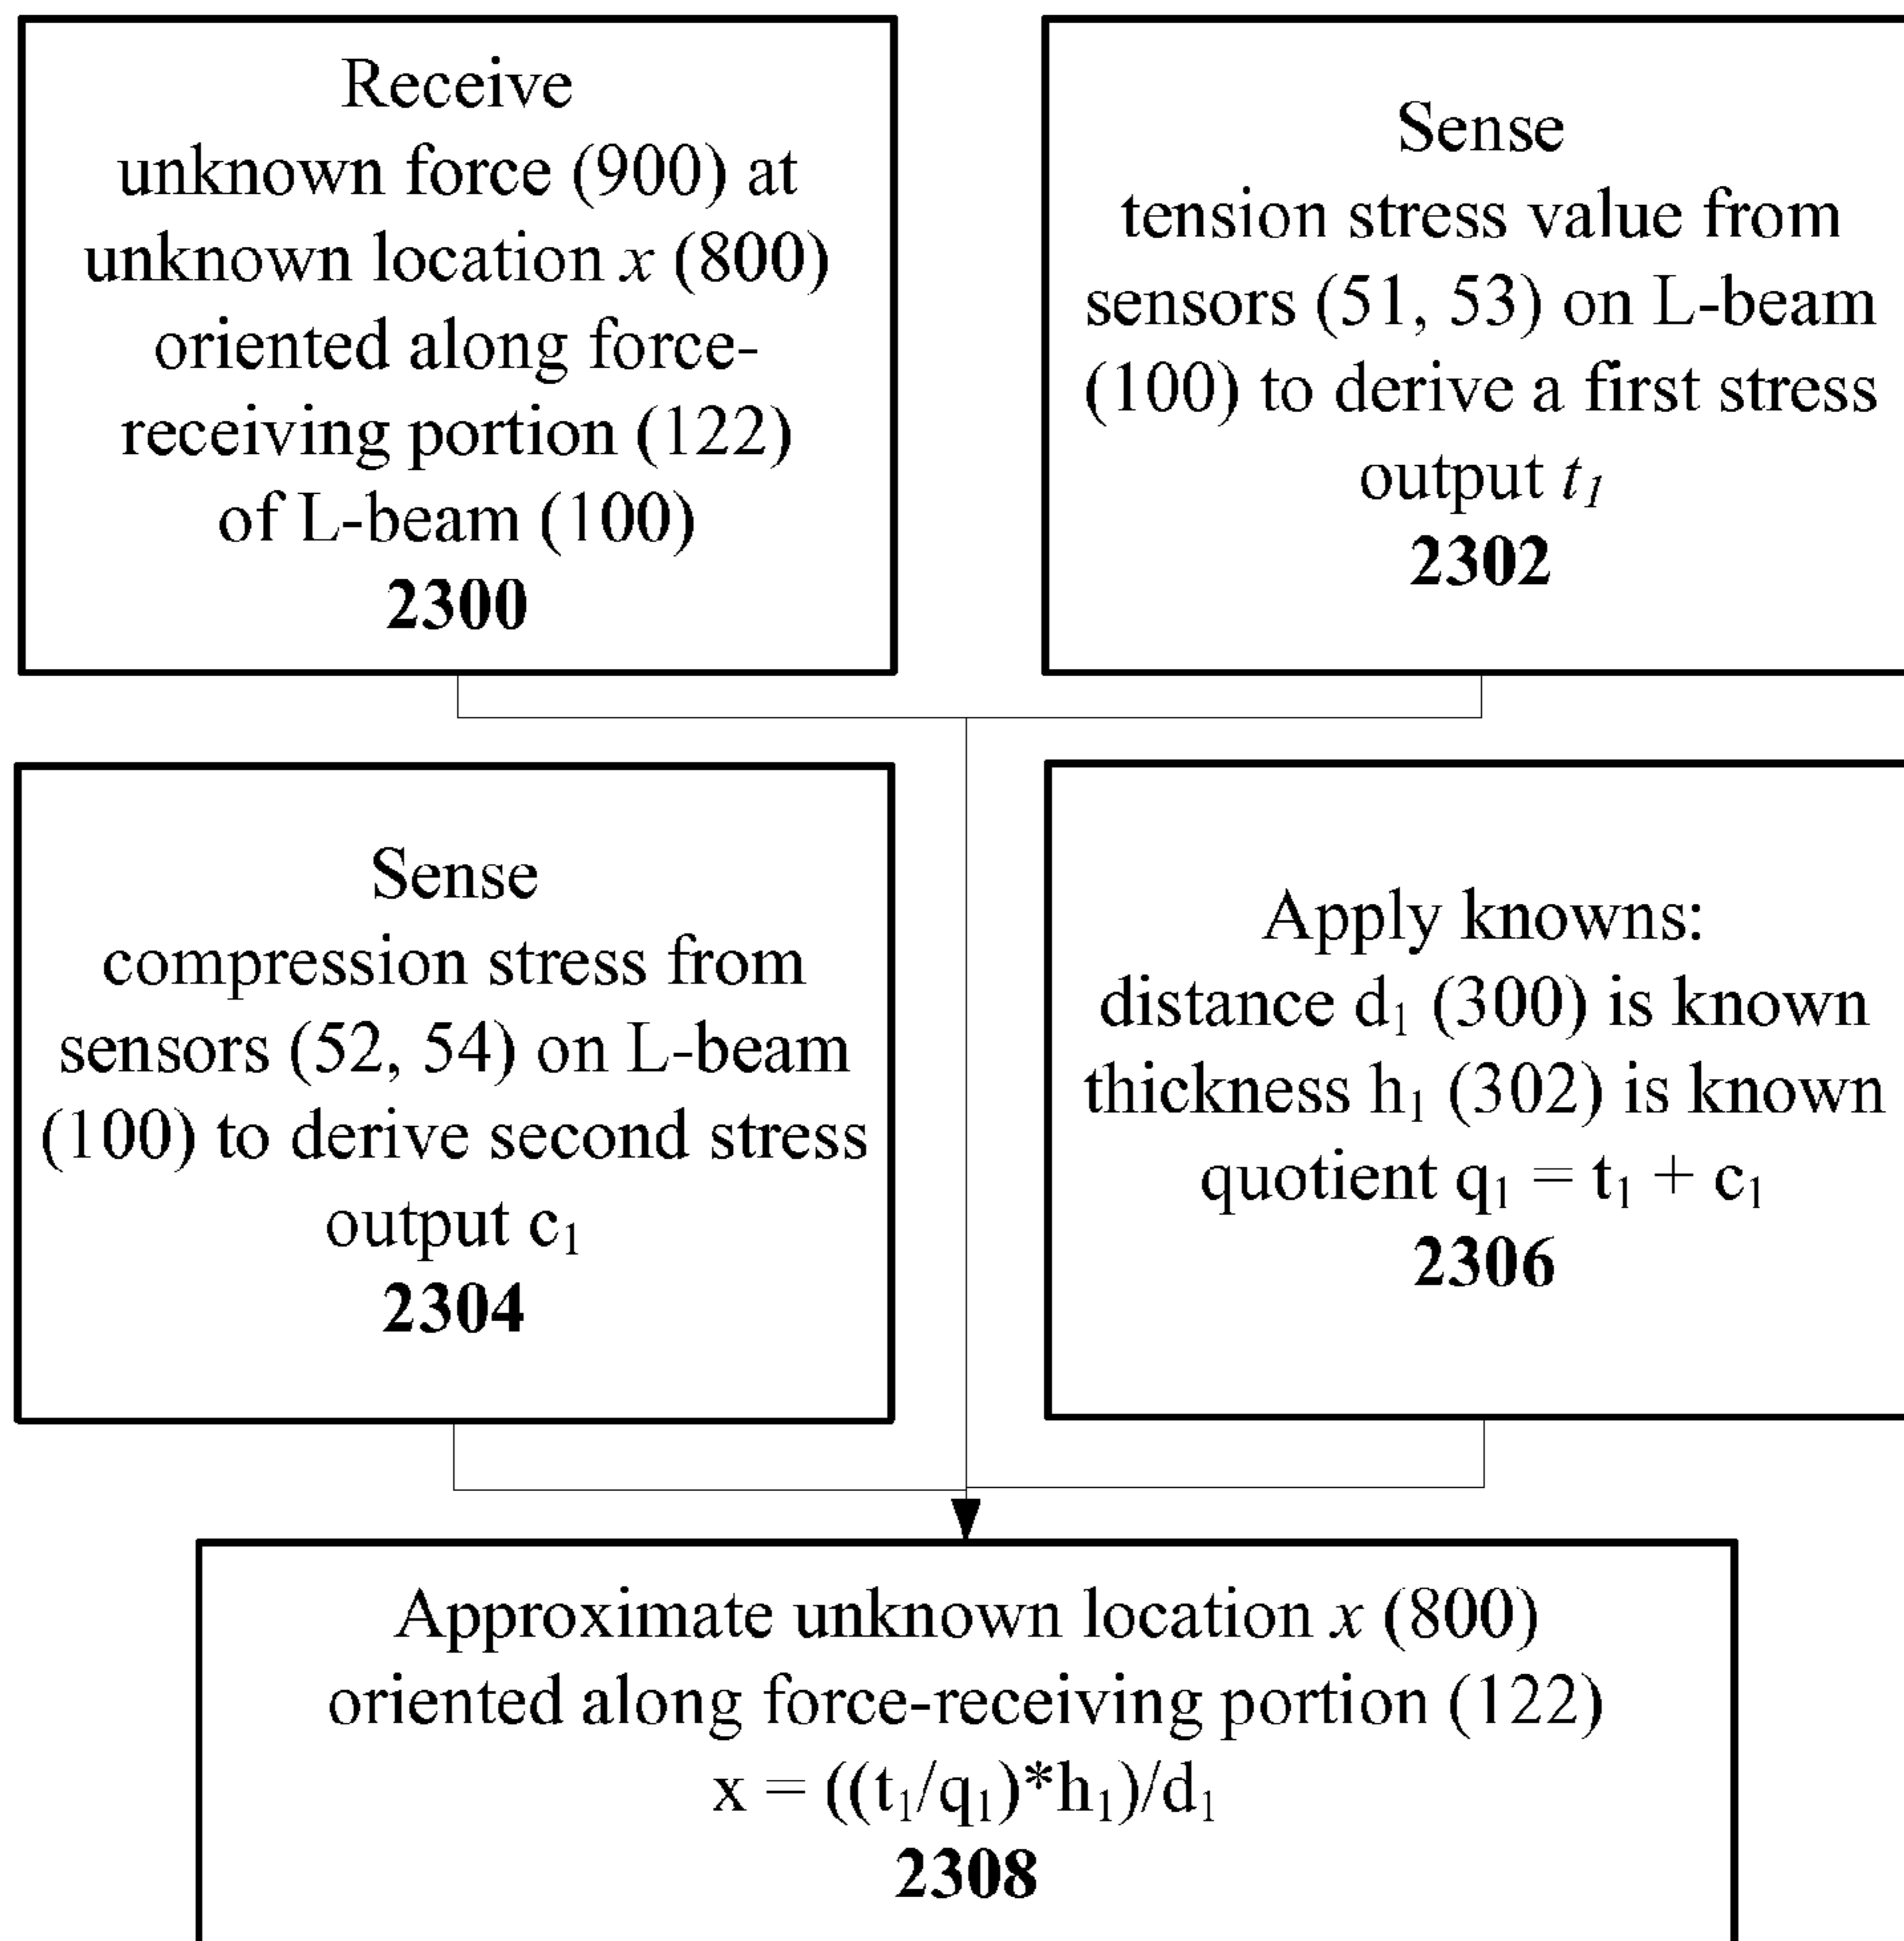 Receive
unknown force (900) at
unknown location x (800)
oriented along force-
receiving portion (122)
of L-beam (100)
2300
Sense
tension stress value from
sensors (51, 53) on L-beam
(100) to derive a first stress
output t₁
2302
Sense
compression stress from
sensors (52, 54) on L-beam
(100) to derive second stress
output c₁
2304
Apply knowns:
distance d₁ (300) is known
thickness h₁ (302) is known
quotient q₁ = t₁ + c₁
2306
Approximate unknown location x (800)
oriented along force-receiving portion (122)
x = ((t₁/q₁)*h₁)/d₁
2308